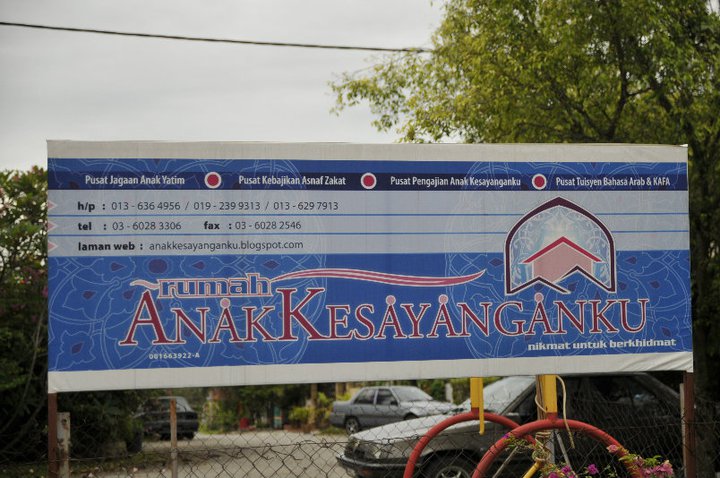 Pusat Jagaan Anak Yatim Pusat Kebajikan Asnaf Zakat Pusat Pengajian Anak Kesayanganku Pusat Tuisyen Bahasa Arab & KAFA
h/p : 013 - 636 4956 / 019 - 239 9313 / 013 - 629 7913
tel : 03 - 6028 3306 fax : 03 - 6028 2546
laman web : anakkesayanganku.blogspot.com
rumah
ANAKKESAYANGANKU
nikmat untuk berkhidmat
001663922-A